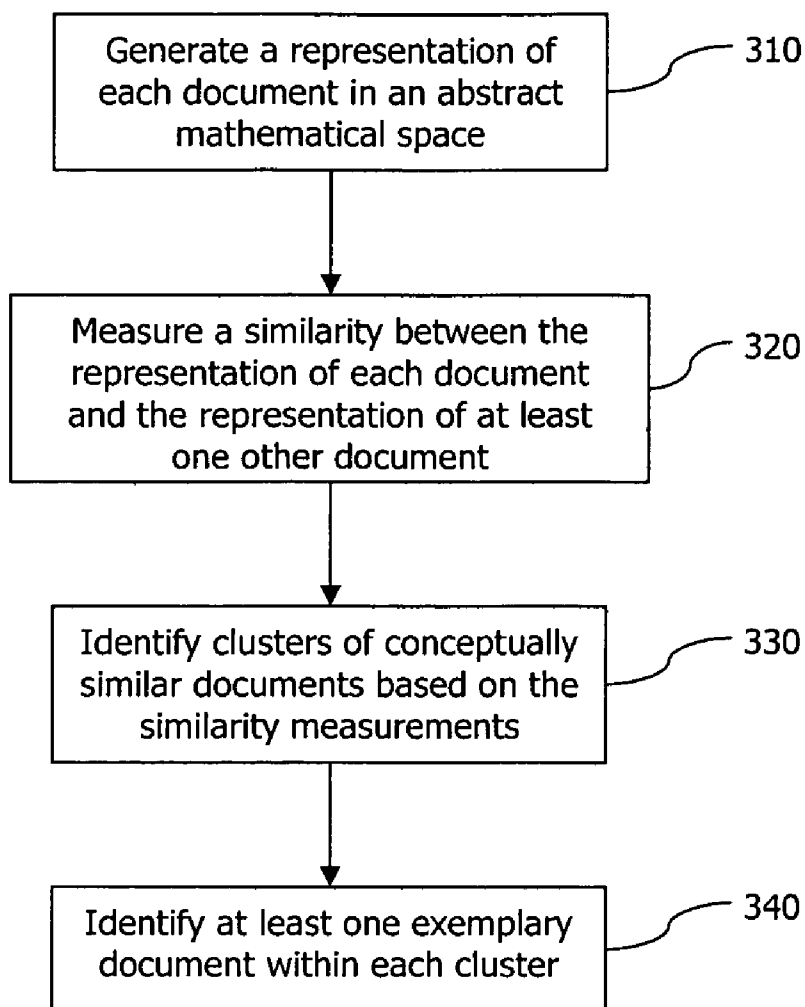 Generate a representation of
each document in an abstract
mathematical space
310
Measure a similarity between the
representation of each document
and the representation of at least
one other document
320
Identify clusters of conceptually
similar documents based on the
similarity measurements
330
Identify at least one exemplary
document within each cluster
340